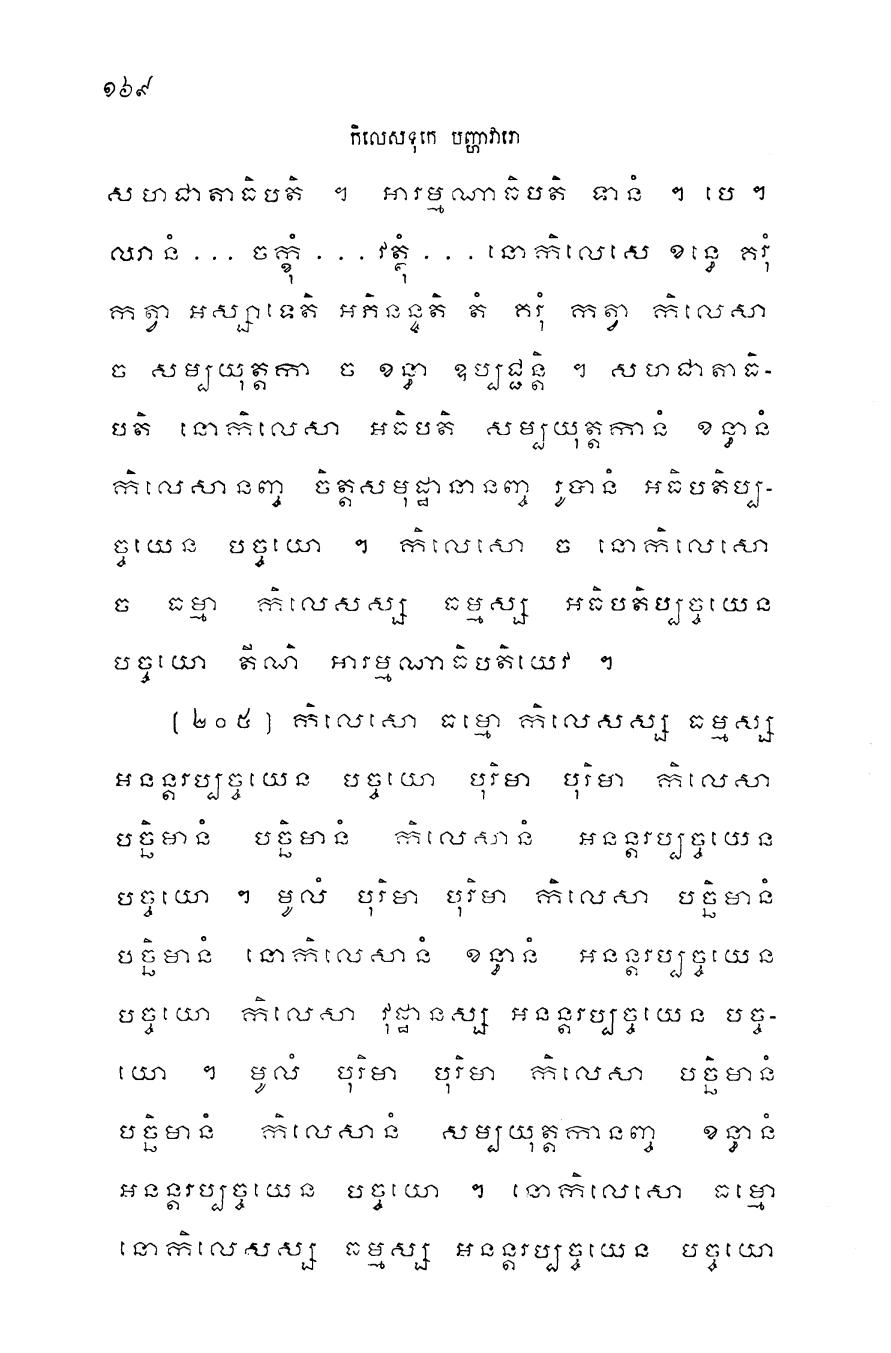 ១៦៩
កិលេសទុកេ បញ្ហាវារោ
សហជាតាធិបតិ ។ អារម្មណាធិបតិ ទានំ ។ បេ ។
ឈានំ ... ចក្ខុំ ... វត្ថុំ ... នោកិលេសេ ខន្ធេ គរុំ
កត្វា អស្សាទេតិ អភិនន្ទតិ តំ គរុំ កត្វា កិលេសា
ច សម្បយុត្តកា ច ខន្ធា ឧប្បជ្ជន្តិ ។ សហជាតាធិ-
បតិ នោកិលេសា អធិបតិ សម្បយុត្តកានំ ខន្ធានំ
កិលេសានញ្ច ចិត្តសមុដ្ឋានានញ្ច រូបានំ អធិបតិប្ប-
ច្ចយេន បច្ចយោ ។ កិលេសោ ច នោកិលេសោ
ច ធម្មា កិលេសស្ស ធម្មស្ស អធិបតិប្បច្ចយេន
បច្ចយោ តីណិ អារម្មណាធិបតិយេវ ។
(២០៥) កិលេសោ ធម្មោ កិលេសស្ស ធម្មស្ស
អនន្តរប្បច្ចយេន បច្ចយោ បុរិមា បុរិមា កិលេសា
បច្ឆិមានំ បច្ឆិមានំ កិលេសានំ អនន្តរប្បច្ចយេន
បច្ចយោ ។ មូលំ បុរិមា បុរិមា កិលេសា បច្ឆិមានំ
បច្ឆិមានំ នោកិលេសានំ ខន្ធានំ អនន្តរប្បច្ចយេន
បច្ចយោ កិលេសា វុដ្ឋានស្ស អនន្តរប្បច្ចយេន បច្ច-
យោ ។ មូលំ បុរិមា បុរិមា កិលេសា បច្ឆិមានំ
បច្ឆិមានំ កិលេសានំ សម្បយុត្តកានញ្ច ខន្ធានំ
អនន្តរប្បច្ចយេន បច្ចយោ ។ នោកិលេសោ ធម្មោ
នោកិលេសស្ស ធម្មស្ស អនន្តរប្បច្ចយេន បច្ចយោ